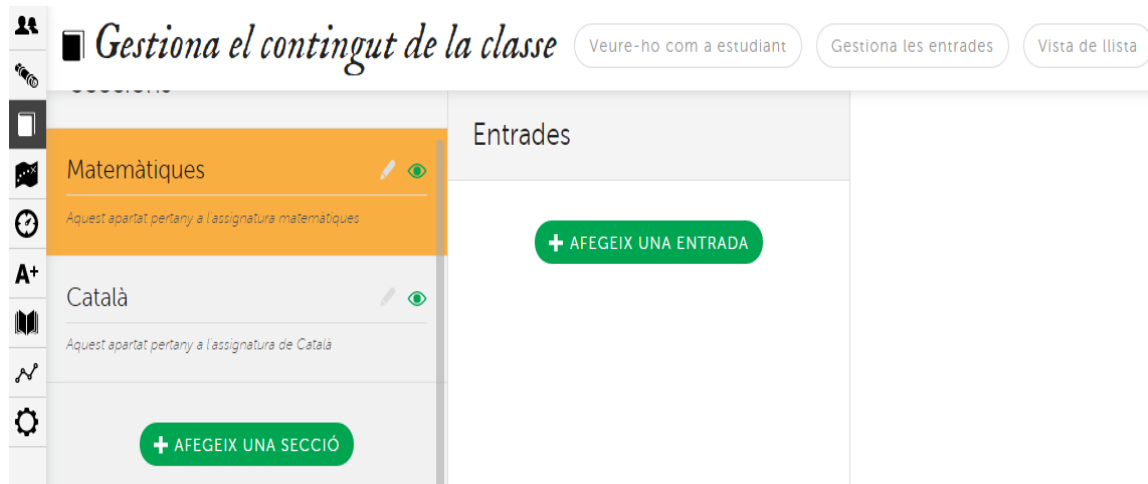 Gestiona el contingut de la classe
Veure-ho com a estudiant
Gestiona les entrades
Vista de llista
Entrades
Matemàtiques
Aquest apartat pertany a l'assignatura matemàtiques
AFEGEIX UNA ENTRADA
A+
Català
Aquest apartat pertany a l'assignatura de Català
AFEGEIX UNA SECCIÓ